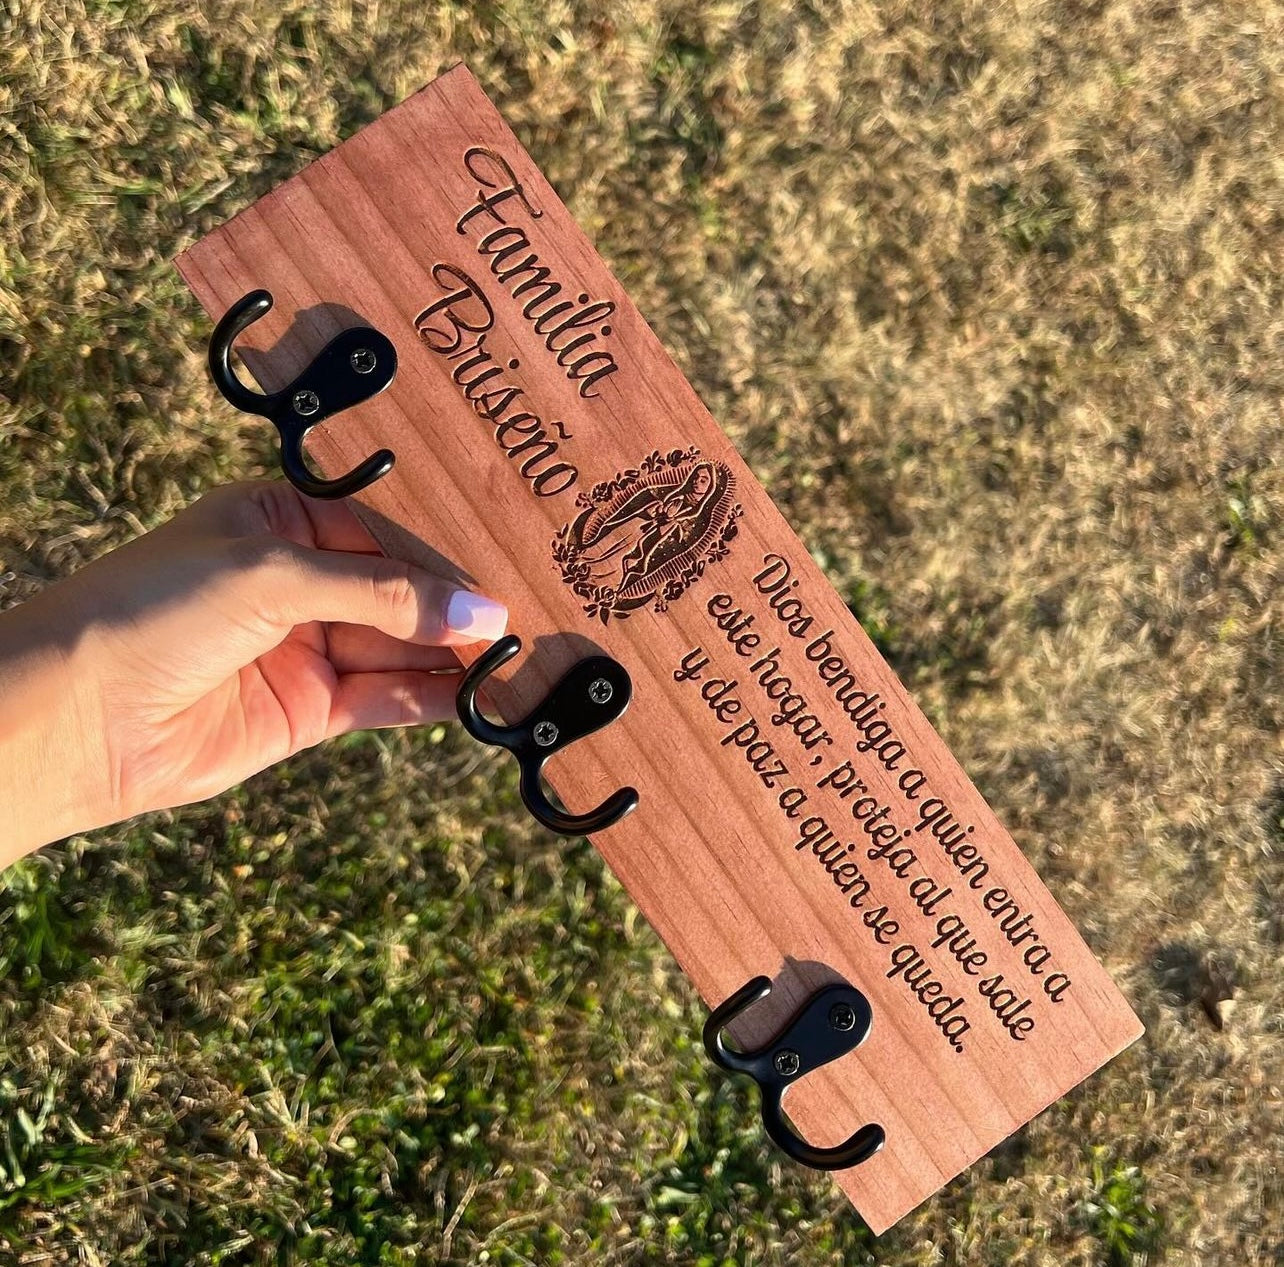 Familia
Briseño
Dios bendiga a quien entra a
este hogar, proteja al que sale
y de paz a quien se queda.